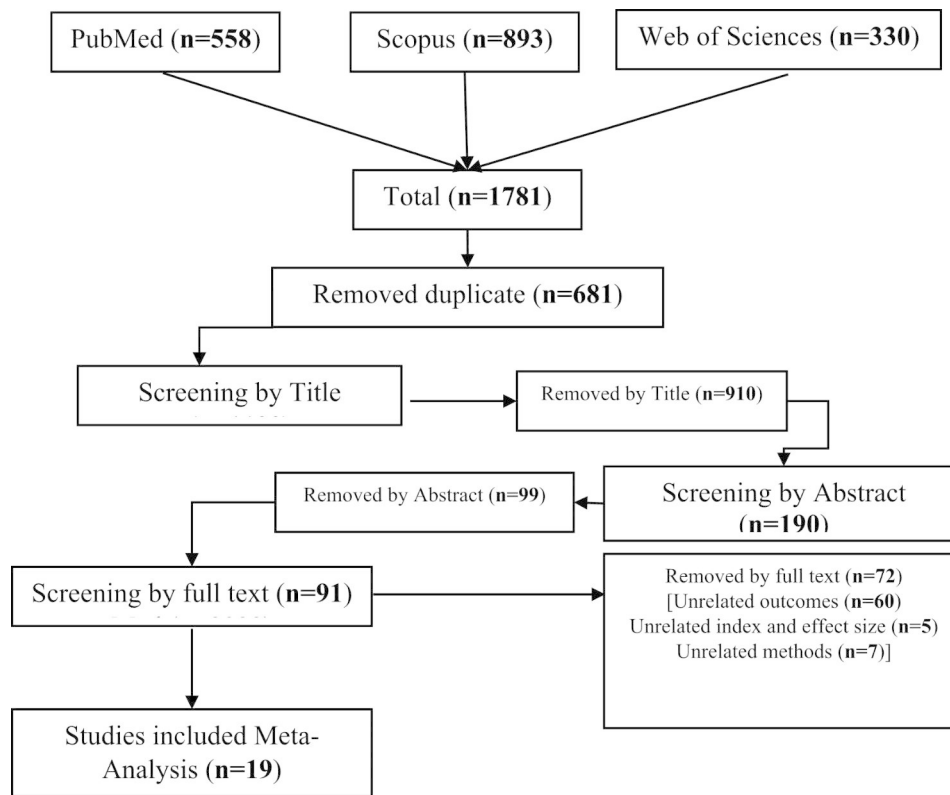 PubMed (n=558)
Scopus (n=893)
Web of Sciences (n=330)
Total (n=1781)
Removed duplicate (n=681)
Screening by Title
Removed by Title (n=910)
Screening by Abstract
(n=190)
Removed by Abstract (n=99)
Screening by full text (n=91)
Removed by full text (n=72)
[Unrelated outcomes (n=60)
Unrelated index and effect size (n=5)
Unrelated methods (n=7)]
Studies included Meta-
Analysis (n=19)